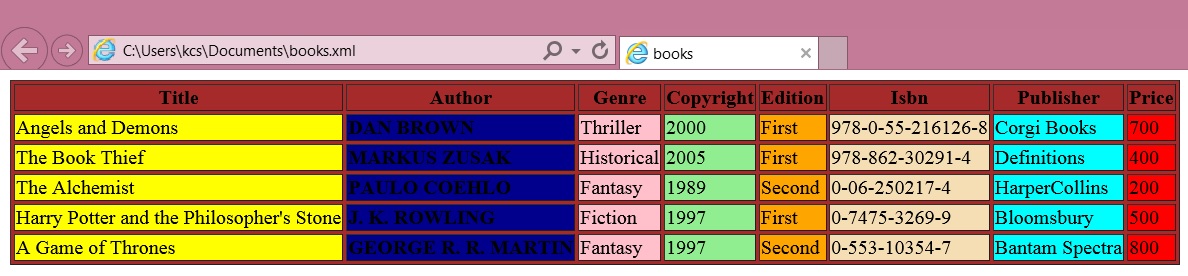 C:\Users\kcs\Documents\books.xml books
Title Author Genre Copyright Edition Isbn Publisher Price
Angels and Demons DAN BROWN Thriller 2000 First 978-0-55-216126-8 Corgi Books 700
The Book Thief MARKUS ZUSAK Historical 2005 First 978-862-30291-4 Definitions 400
The Alchemist PAULO COEHLO Fantasy 1989 Second 0-06-250217-4 HarperCollins 200
Harry Potter and the Philosopher's Stone J. K. ROWLING Fiction 1997 First 0-7475-3269-9 Bloomsbury 500
A Game of Thrones GEORGE R. R. MARTIN Fantasy 1997 Second 0-553-10354-7 Bantam Spectra 800